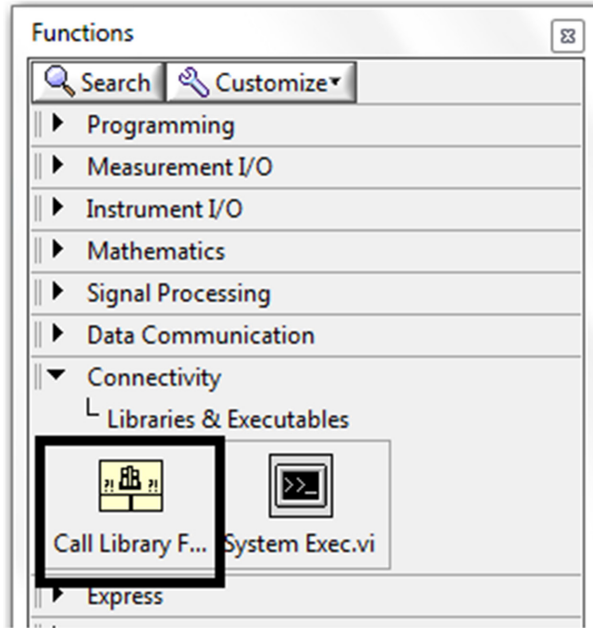 Functions
Search Customize
Programming
Measurement I/O
Instrument I/O
Mathematics
Signal Processing
Data Communication
Connectivity
Libraries & Executables
?! ?! >>_
Call Library F... System Exec.vi
Express